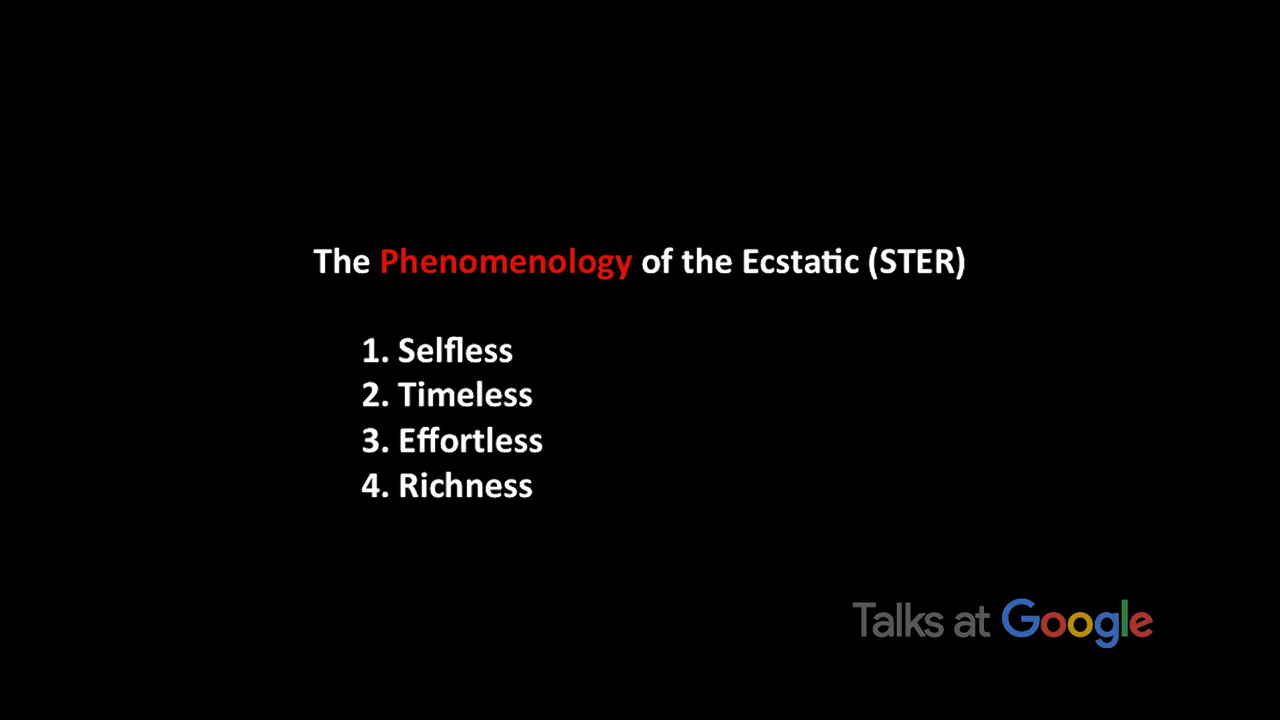 The Phenomenology of the Ecstatic (STER)
1. Selfless
2. Timeless
3. Effortless
4. Richness
Talks at Google